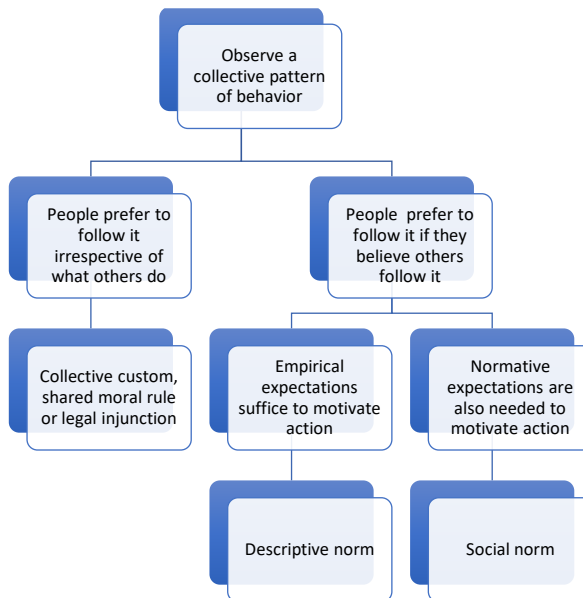 Observe a
collective pattern
of behavior
People prefer to
follow it
irrespective of
what others do
People prefer to
follow it if they
believe others
follow it
Collective custom,
shared moral rule
or legal injunction
Empirical
expectations
suffice to motivate
action
Normative
expectations are
also needed to
motivate action
Descriptive norm
Social norm